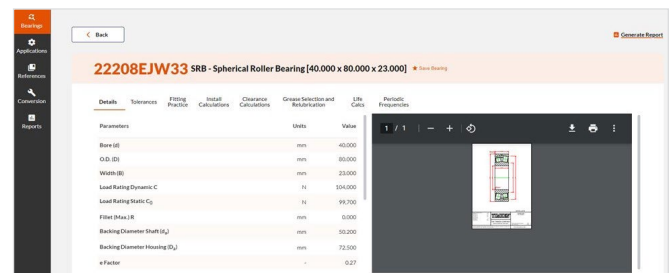 Bearings
Applications
References
Conversion
Reports
Back
Generate Report
22208EJW33 SRB - Spherical Roller Bearing [40.000 x 80.000 x 23.000] Save Bearing
Details Tolerances Fitting Practice Install Calculations Clearance Calculations Grease Selection and Relubrication Life Calcs Periodic Frequencies
Parameters Units Value
Bore (d) mm 40.000
O.D. (D) mm 80.000
Width (B) mm 23.000
Load Rating Dynamic C N 104,000
Load Rating Static C0 N 99,700
Fillet (Max.) R mm 0.000
Backing Diameter Shaft (da) mm 50.200
Backing Diameter Housing (Da) mm 72.500
e Factor - 0.27
1 / 1